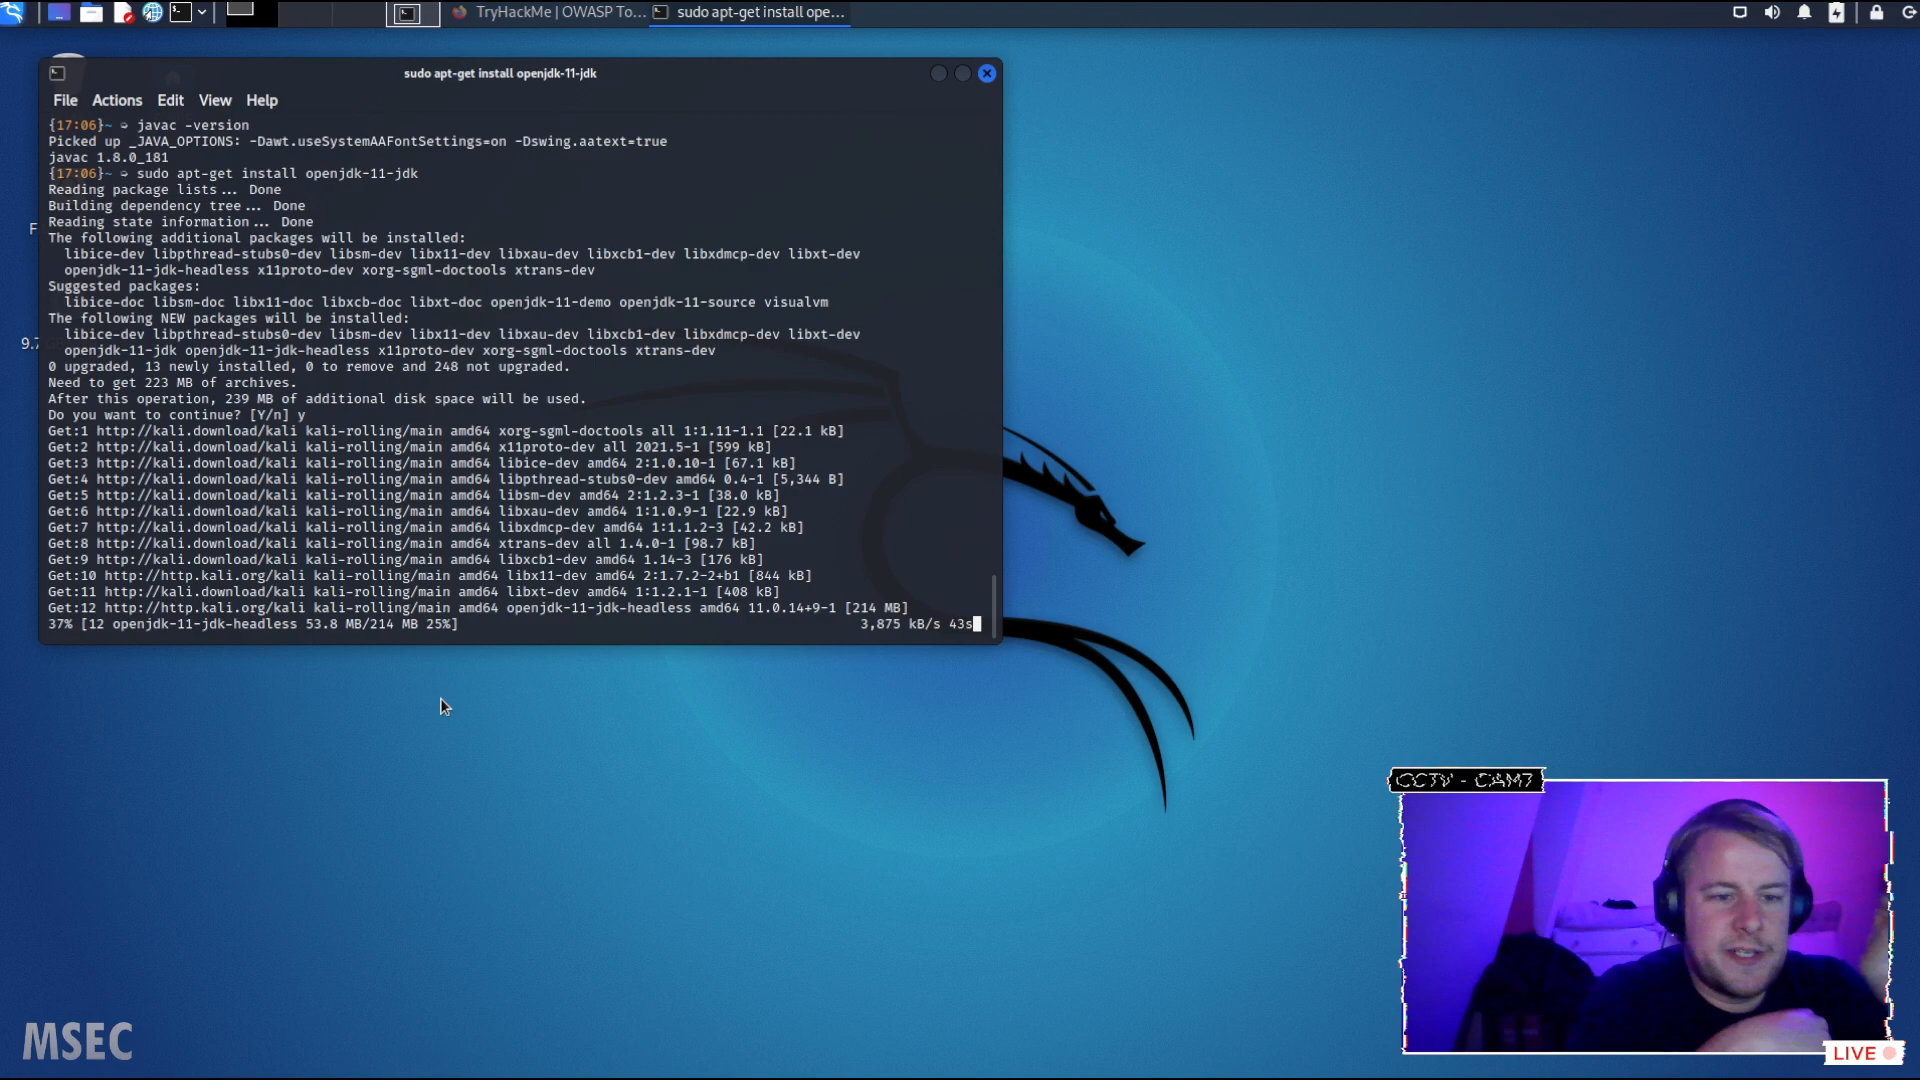 TryHackMe | OWASP To...
sudo apt-get install ope...
sudo apt-get install openjdk-11-jdk
File Actions Edit View Help
{17:06}~ ➭ javac -version
Picked up _JAVA_OPTIONS: -Dawt.useSystemAAFontSettings=on -Dswing.aatext=true
javac 1.8.0_181
{17:06}~ ➭ sudo apt-get install openjdk-11-jdk
Reading package lists... Done
Building dependency tree... Done
Reading state information... Done
The following additional packages will be installed:
libice-dev libpthread-stubs0-dev libsm-dev libx11-dev libxau-dev libxcb1-dev libxdmcp-dev libxt-dev
openjdk-11-jdk-headless x11proto-dev xorg-sgml-doctools xtrans-dev
Suggested packages:
libice-doc libsm-doc libx11-doc libxcb-doc libxt-doc openjdk-11-demo openjdk-11-source visualvm
The following NEW packages will be installed:
libice-dev libpthread-stubs0-dev libsm-dev libx11-dev libxau-dev libxcb1-dev libxdmcp-dev libxt-dev
openjdk-11-jdk openjdk-11-jdk-headless x11proto-dev xorg-sgml-doctools xtrans-dev
0 upgraded, 13 newly installed, 0 to remove and 248 not upgraded.
Need to get 223 MB of archives.
After this operation, 239 MB of additional disk space will be used.
Do you want to continue? [Y/n] y
Get:1 http://kali.download/kali kali-rolling/main amd64 xorg-sgml-doctools all 1:1.11-1.1 [22.1 kB]
Get:2 http://kali.download/kali kali-rolling/main amd64 x11proto-dev all 2021.5-1 [599 kB]
Get:3 http://kali.download/kali kali-rolling/main amd64 libice-dev amd64 2:1.0.10-1 [67.1 kB]
Get:4 http://kali.download/kali kali-rolling/main amd64 libpthread-stubs0-dev amd64 0.4-1 [5,344 B]
Get:5 http://kali.download/kali kali-rolling/main amd64 libsm-dev amd64 2:1.2.3-1 [38.0 kB]
Get:6 http://kali.download/kali kali-rolling/main amd64 libxau-dev amd64 1:1.0.9-1 [22.9 kB]
Get:7 http://kali.download/kali kali-rolling/main amd64 libxdmcp-dev amd64 1:1.1.2-3 [42.2 kB]
Get:8 http://kali.download/kali kali-rolling/main amd64 xtrans-dev all 1.4.0-1 [98.7 kB]
Get:9 http://kali.download/kali kali-rolling/main amd64 libxcb1-dev amd64 1.14-3 [176 kB]
Get:10 http://http.kali.org/kali kali-rolling/main amd64 libx11-dev amd64 2:1.7.2-2+b1 [844 kB]
Get:11 http://kali.download/kali kali-rolling/main amd64 libxt-dev amd64 1:1.2.1-1 [408 kB]
Get:12 http://http.kali.org/kali kali-rolling/main amd64 openjdk-11-jdk-headless amd64 11.0.14+9-1 [214 MB]
37% [12 openjdk-11-jdk-headless 53.8 MB/214 MB 25%] 3,875 kB/s 43s
F
9.7
CCTV - CAM7
MSEC
LIVE